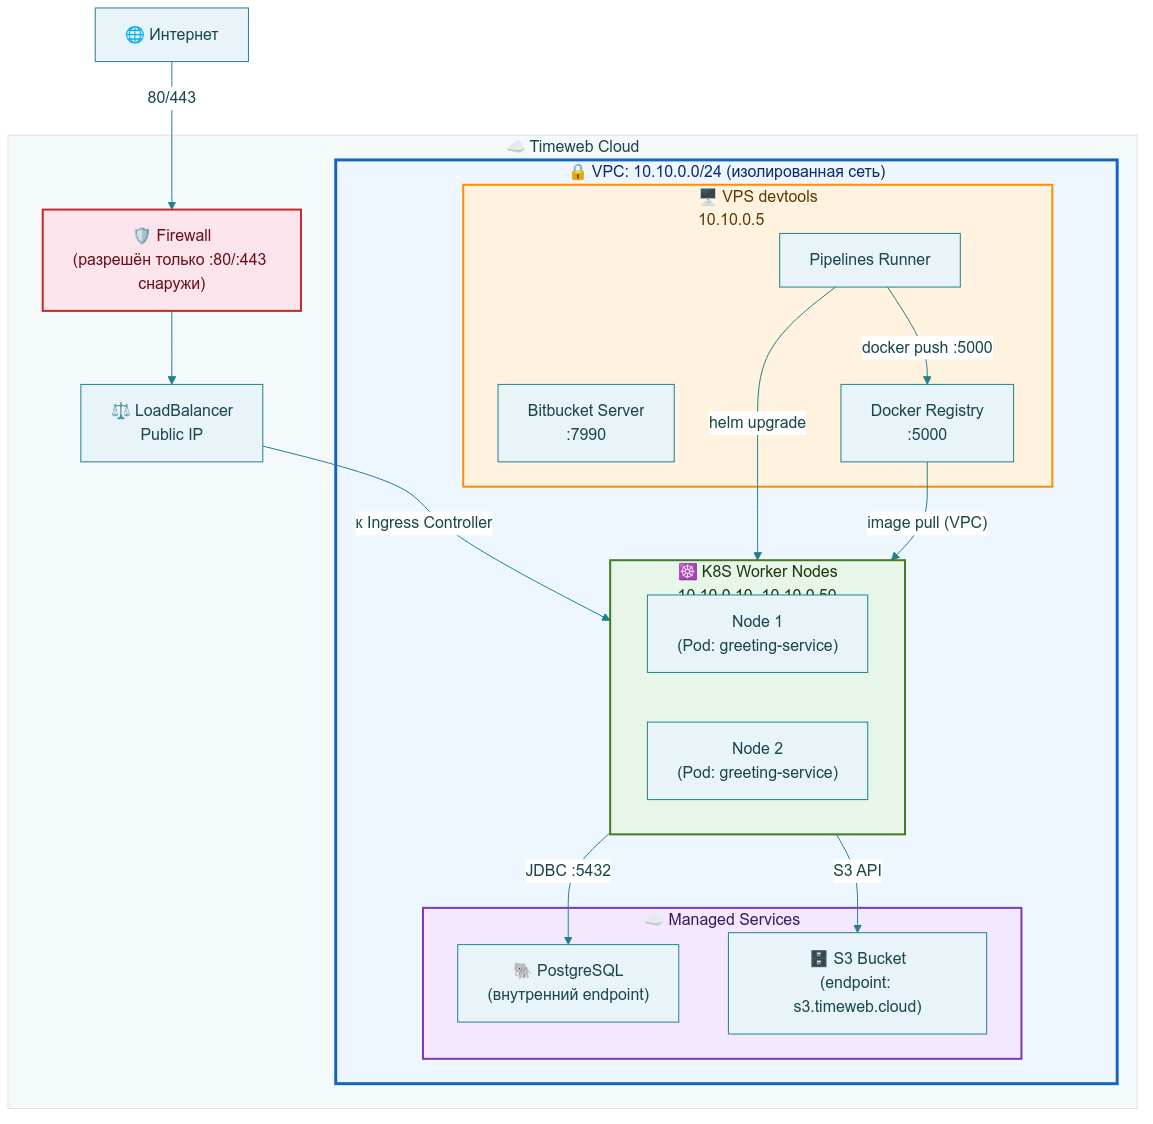 🌐 Интернет
80/443
☁️ Timeweb Cloud
🔒 VPC: 10.10.0.0/24 (изолированная сеть)
🖥️ VPS devtools
10.10.0.5
🛡️ Firewall
(разрешён только :80/:443
снаружи)
Pipelines Runner
docker push :5000
⚖️ LoadBalancer
Public IP
Bitbucket Server
:7990
Docker Registry
:5000
helm upgrade
к Ingress Controller
image pull (VPC)
☸️ K8S Worker Nodes
Node 1
(Pod: greeting-service)
Node 2
(Pod: greeting-service)
JDBC :5432
S3 API
☁️ Managed Services
🐘 PostgreSQL
(внутренний endpoint)
🗄️ S3 Bucket
(endpoint:
s3.timeweb.cloud)